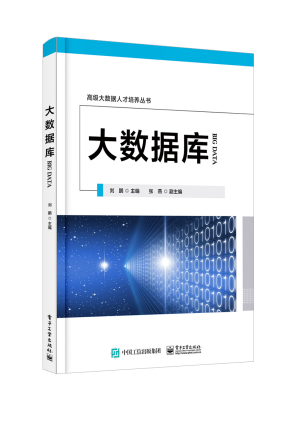 高级大数据人才培养丛书
大数据库
BIG DATA
刘 鹏 ◎ 主编 张 燕 ◎ 副主编
中国工信出版集团
电子工业出版社
大数据库
BIG DATA
刘 鹏 ◎ 主编
电子工业出版社